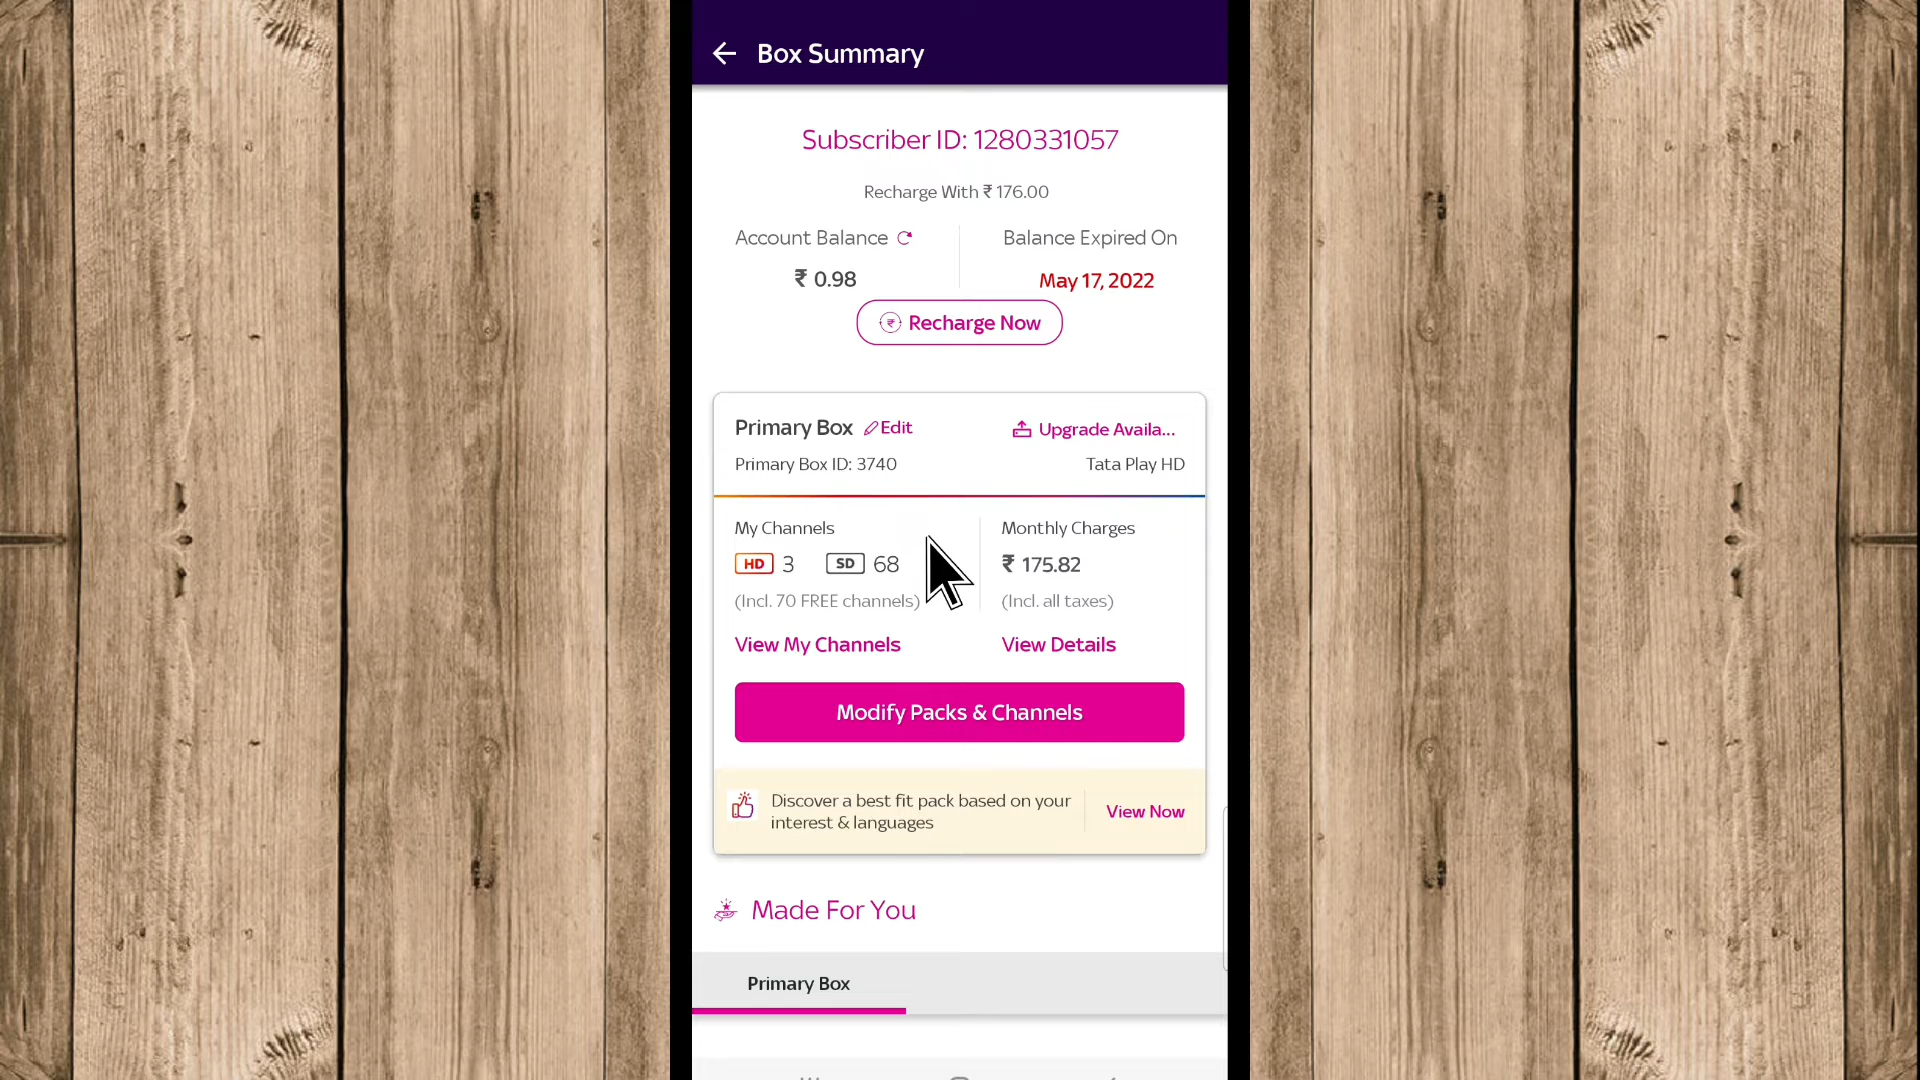 Box Summary
Subscriber ID: 1280331057
Recharge With ₹ 176.00
Account Balance
₹ 0.98
Balance Expired On
May 17, 2022
Recharge Now
Primary Box
Edit
Upgrade Availa...
Primary Box ID: 3740
Tata Play HD
My Channels
HD 3 SD 68
(Incl. 70 FREE channels)
View My Channels
Monthly Charges
₹ 175.82
(Incl. all taxes)
View Details
Modify Packs & Channels
Discover a best fit pack based on your
interest & languages
View Now
Made For You
Primary Box